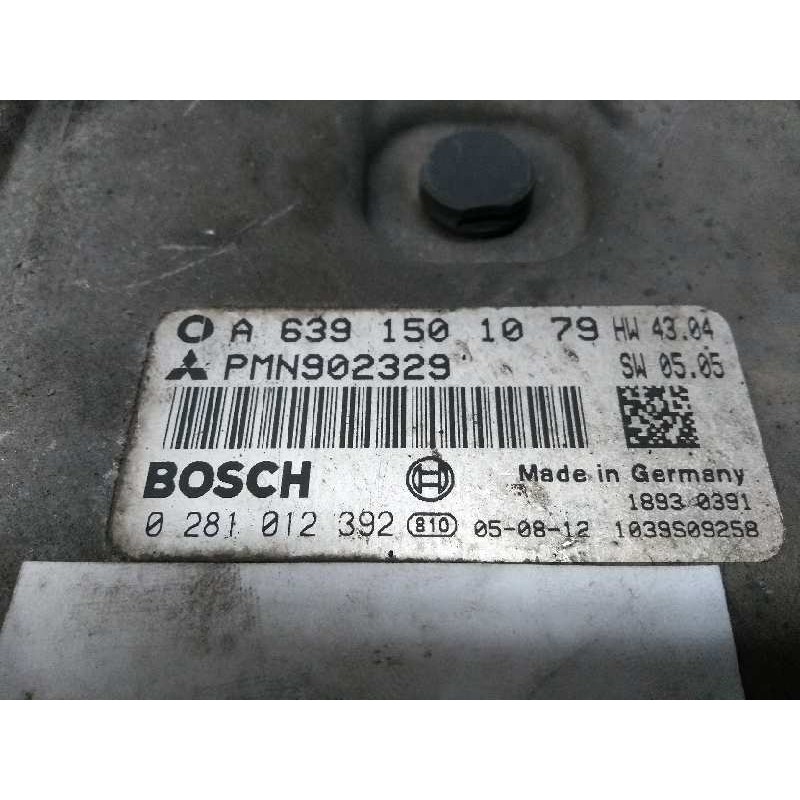 A 639 150 10 79 HW 43.04
PMN902329 SW 05.05
BOSCH Made in Germany
1893 0391
0 281 012 392 810 05-08-12 1039S09258